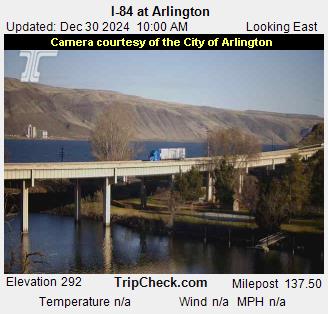 I-84 at Arlington
Updated: Dec 30 2024 10:00 AM Looking East
Camera courtesy of the City of Arlington
Elevation 292 TripCheck.com Milepost 137.50
Temperature n/a Wind n/a MPH n/a